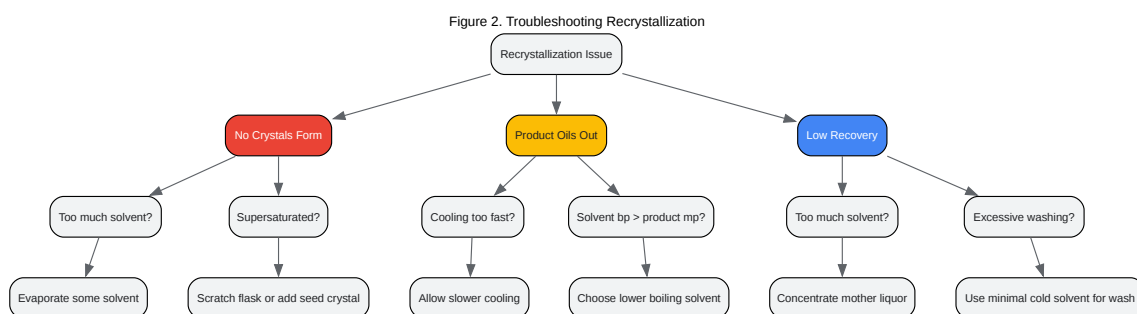 Figure 2. Troubleshooting Recrystallization
Recrystallization Issue
No Crystals Form
Product Oils Out
Low Recovery
Too much solvent?
Supersaturated?
Cooling too fast?
Solvent bp > product mp?
Too much solvent?
Excessive washing?
Evaporate some solvent
Scratch flask or add seed crystal
Allow slower cooling
Choose lower boiling solvent
Concentrate mother liquor
Use minimal cold solvent for wash